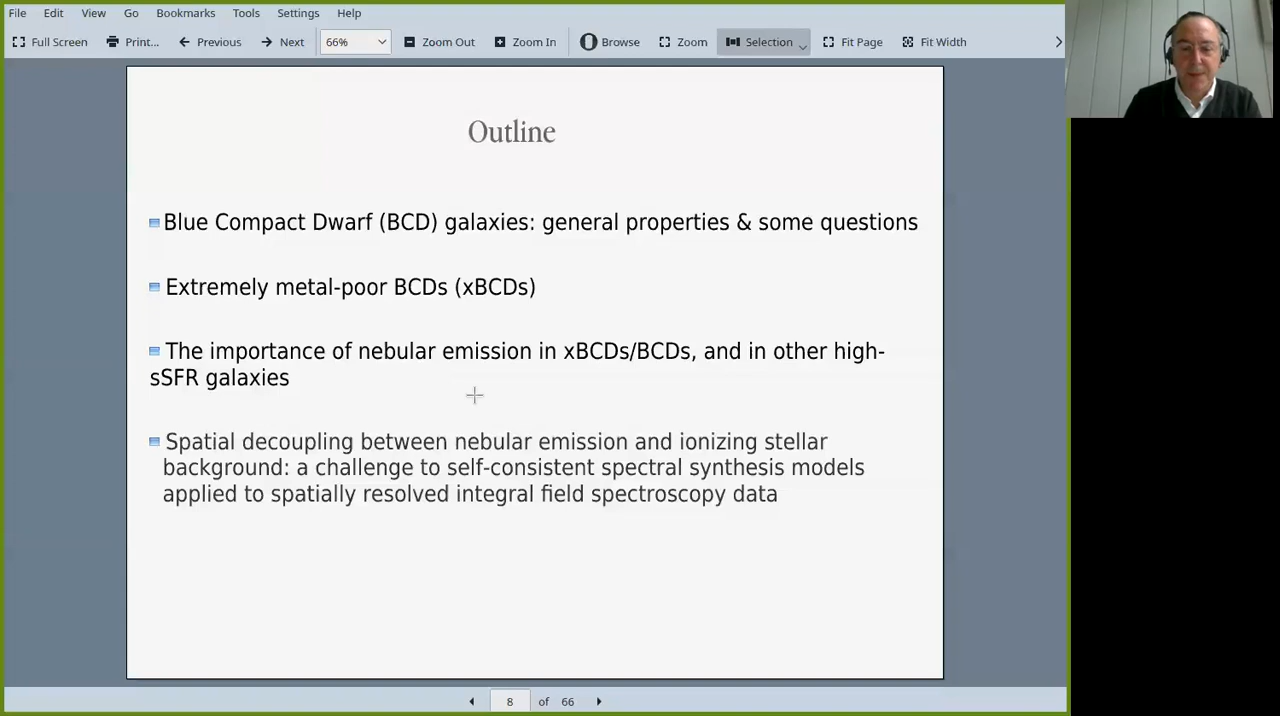 File Edit View Go Bookmarks Tools Settings Help
Full Screen Print... Previous Next 66% Zoom Out Zoom In Browse Zoom Selection Fit Page Fit Width
Outline
Blue Compact Dwarf (BCD) galaxies: general properties & some questions
Extremely metal-poor BCDs (xBCDs)
The importance of nebular emission in xBCDs/BCDs, and in other high-
sSFR galaxies
Spatial decoupling between nebular emission and ionizing stellar
background: a challenge to self-consistent spectral synthesis models
applied to spatially resolved integral field spectroscopy data
8 of 66